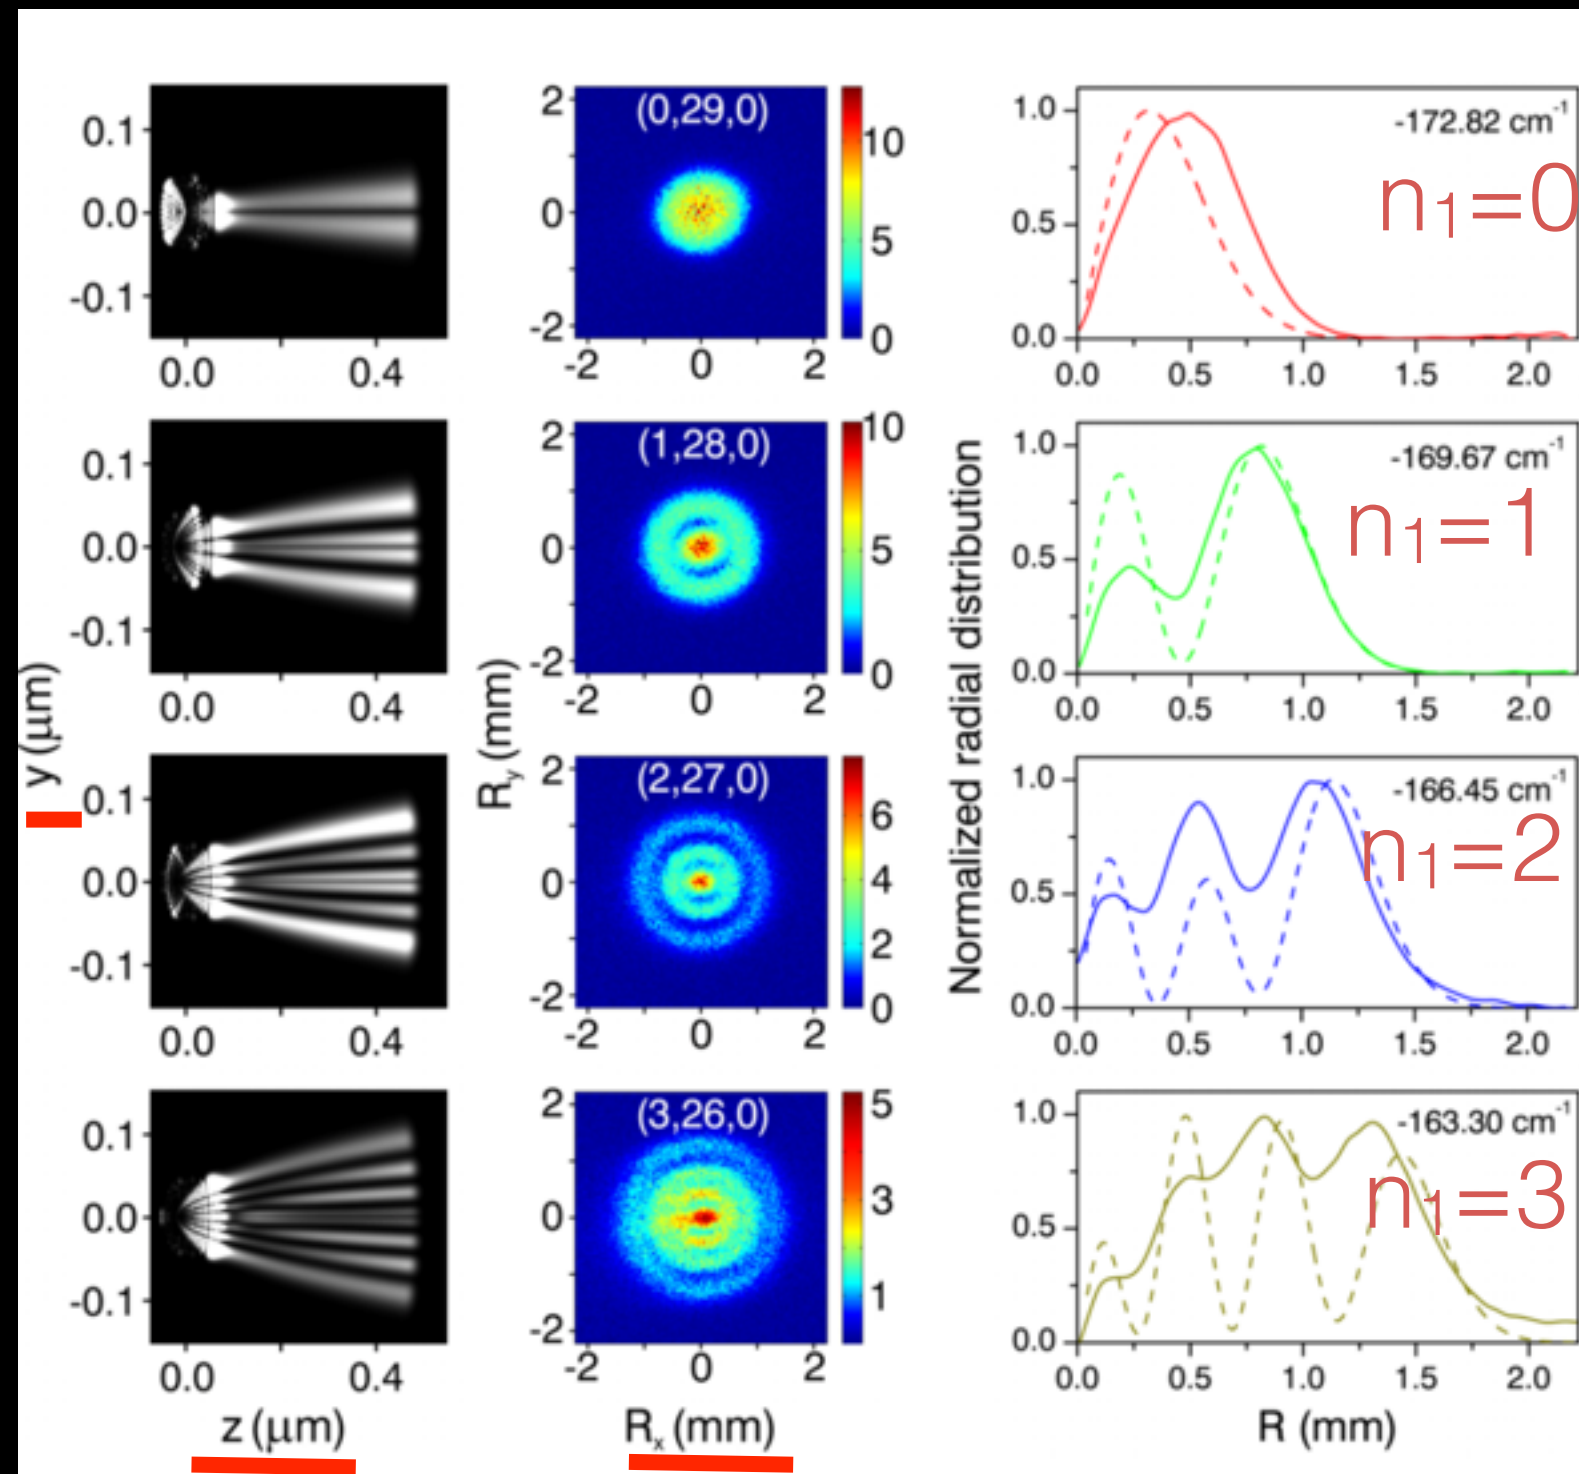 0.1
0.0
-0.1
0.0 0.4
2
0
-2
-2 0 2
(0,29,0)
10
5
0
1.0
0.5
0.0
0.0 0.5 1.0 1.5 2.0
-172.82 cm⁻¹
n₁=0
0.1
0.0
-0.1
0.0 0.4
2
0
-2
-2 0 2
(1,28,0)
10
5
0
1.0
0.5
0.0
0.0 0.5 1.0 1.5 2.0
-169.67 cm⁻¹
n₁=1
y (μm)
R_y (mm)
Normalized radial distribution
0.1
0.0
-0.1
0.0 0.4
2
0
-2
-2 0 2
(2,27,0)
6
4
2
0
1.0
0.5
0.0
0.0 0.5 1.0 1.5 2.0
-166.45 cm⁻¹
n₁=2
0.1
0.0
-0.1
0.0 0.4
2
0
-2
-2 0 2
(3,26,0)
5
3
1
1.0
0.5
0.0
0.0 0.5 1.0 1.5 2.0
-163.30 cm⁻¹
n₁=3
z (μm)
Rₓ (mm)
R (mm)